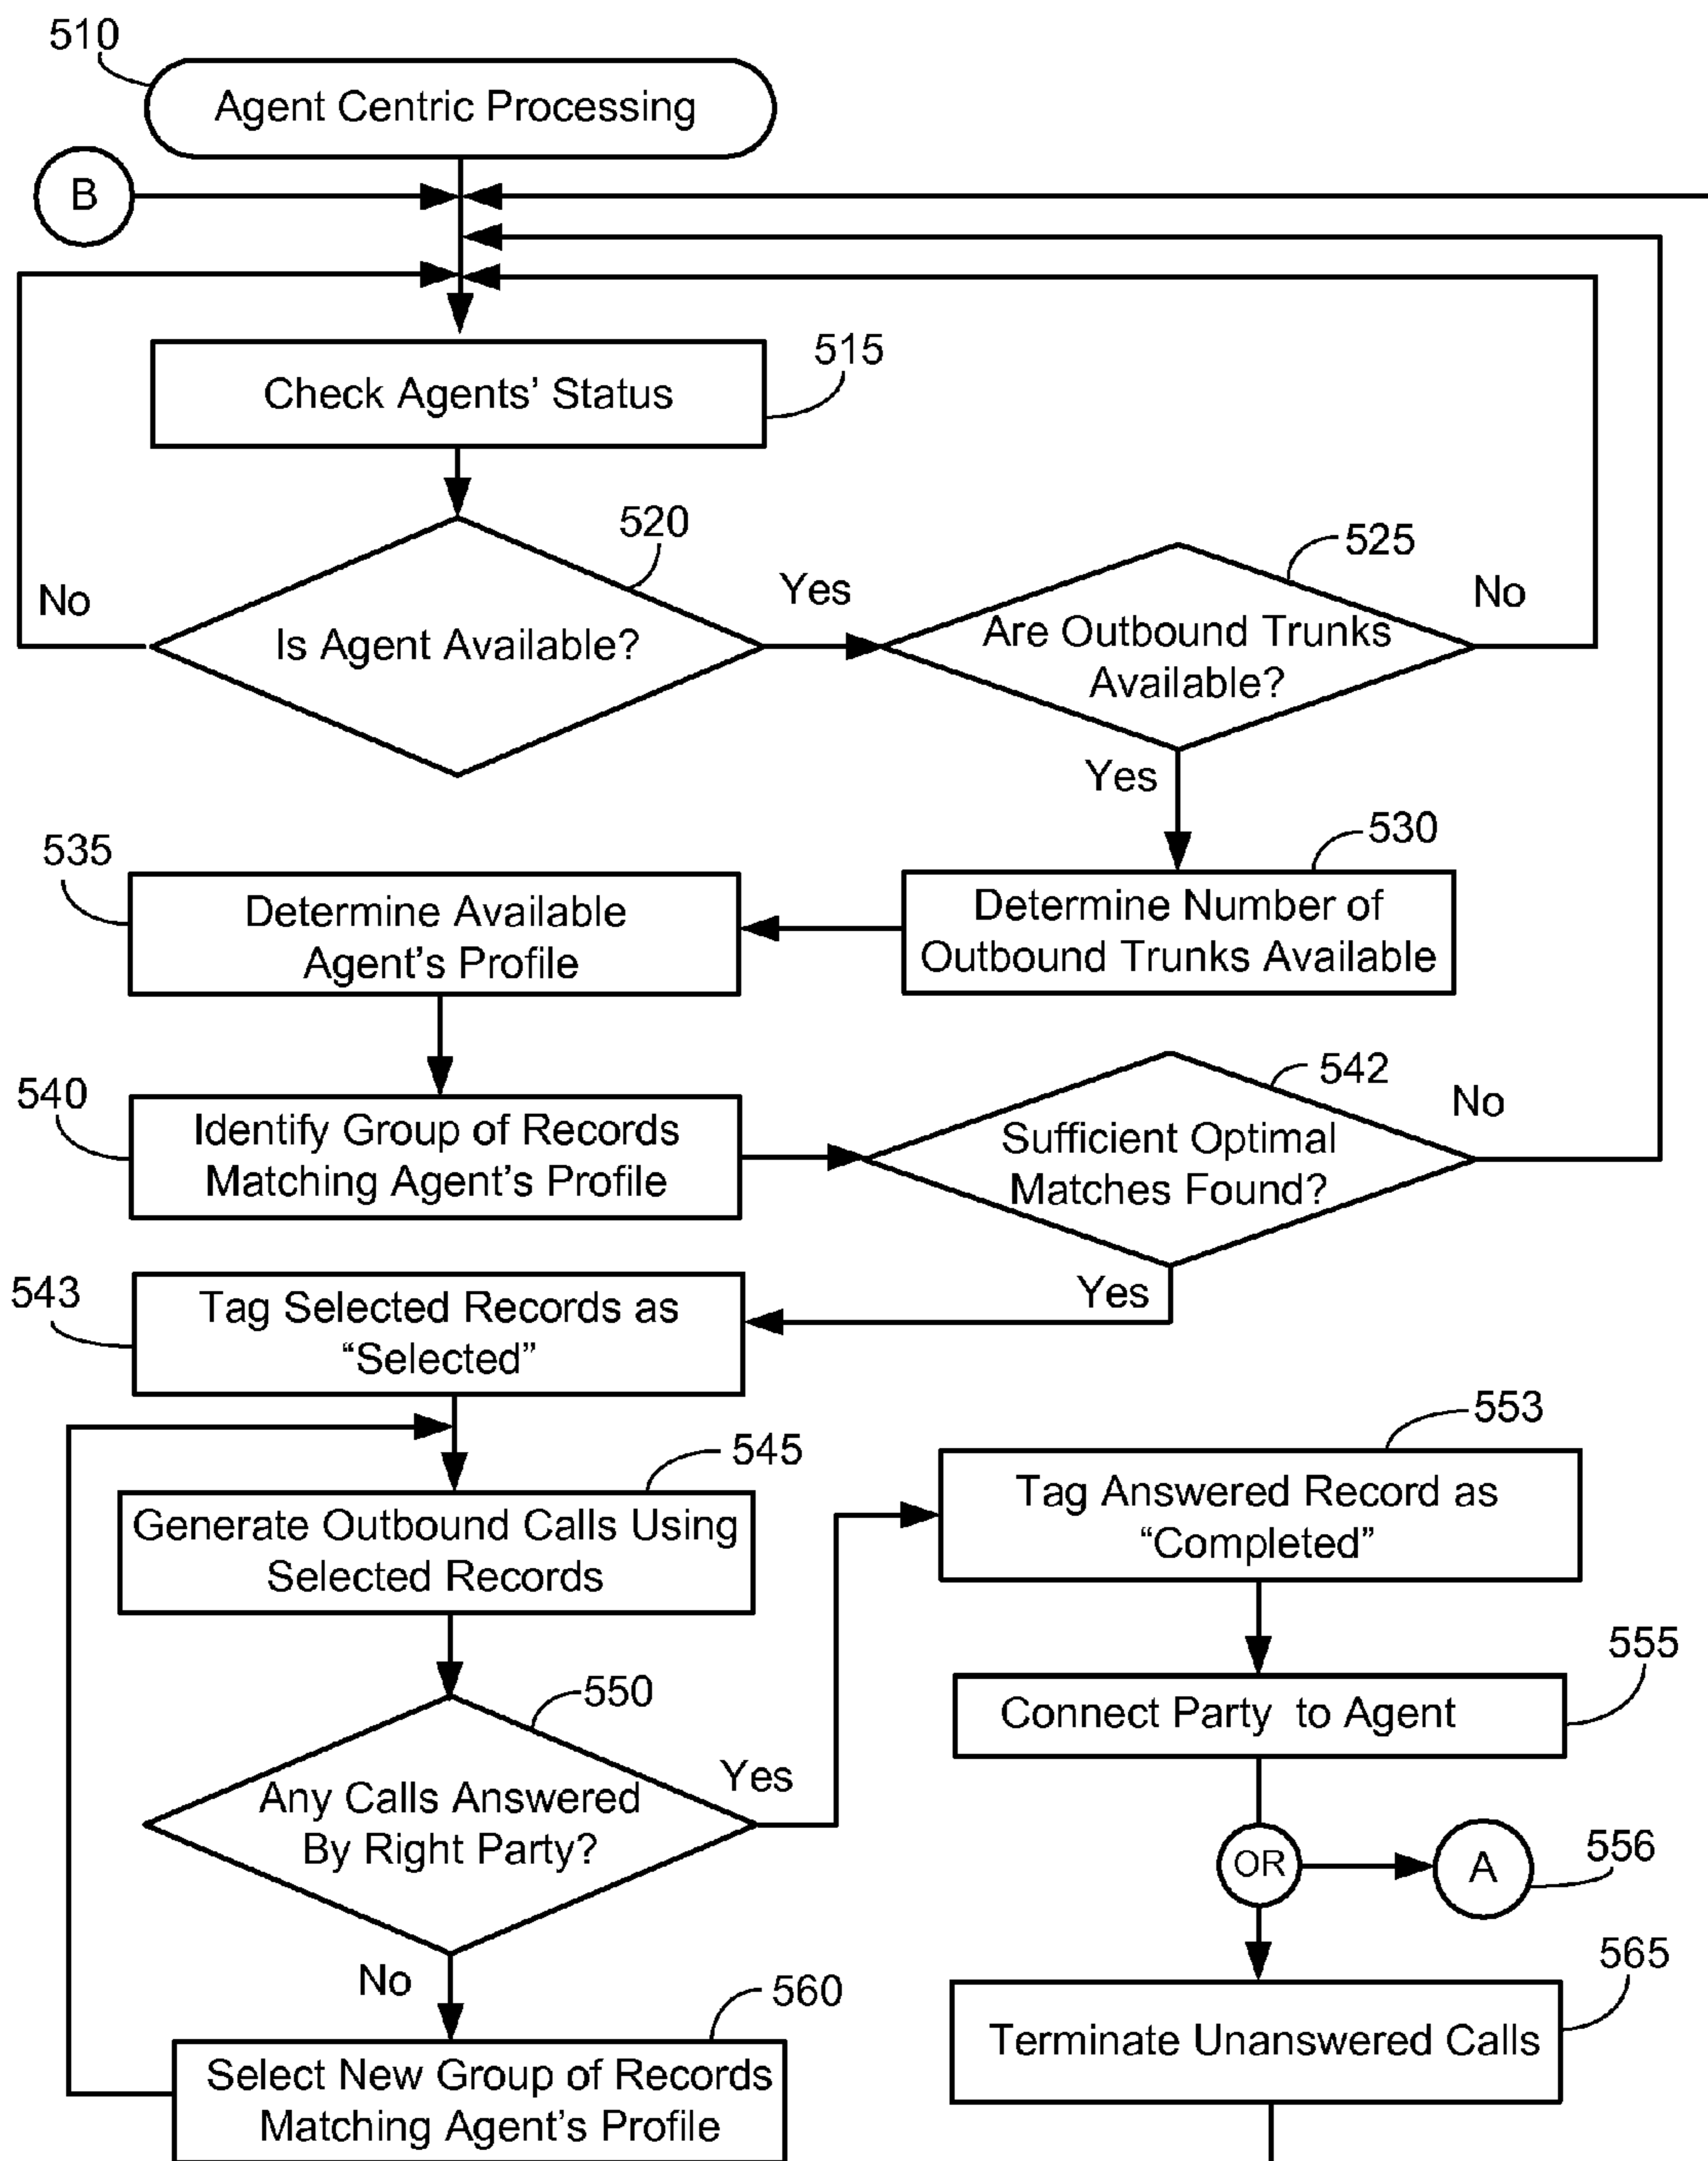 510
Agent Centric Processing
B
515
Check Agents’ Status
520
525
No
Is Agent Available?
Yes
Are Outbound Trunks
Available?
No
Yes
530
535
Determine Available
Agent’s Profile
Determine Number of
Outbound Trunks Available
540
Identify Group of Records
Matching Agent’s Profile
542
Sufficient Optimal
Matches Found?
No
Yes
543
Tag Selected Records as
“Selected”
553
545
Generate Outbound Calls Using
Selected Records
Tag Answered Record as
“Completed”
555
Connect Party to Agent
550
Any Calls Answered
By Right Party?
Yes
OR
A
556
No
565
Terminate Unanswered Calls
560
Select New Group of Records
Matching Agent’s Profile